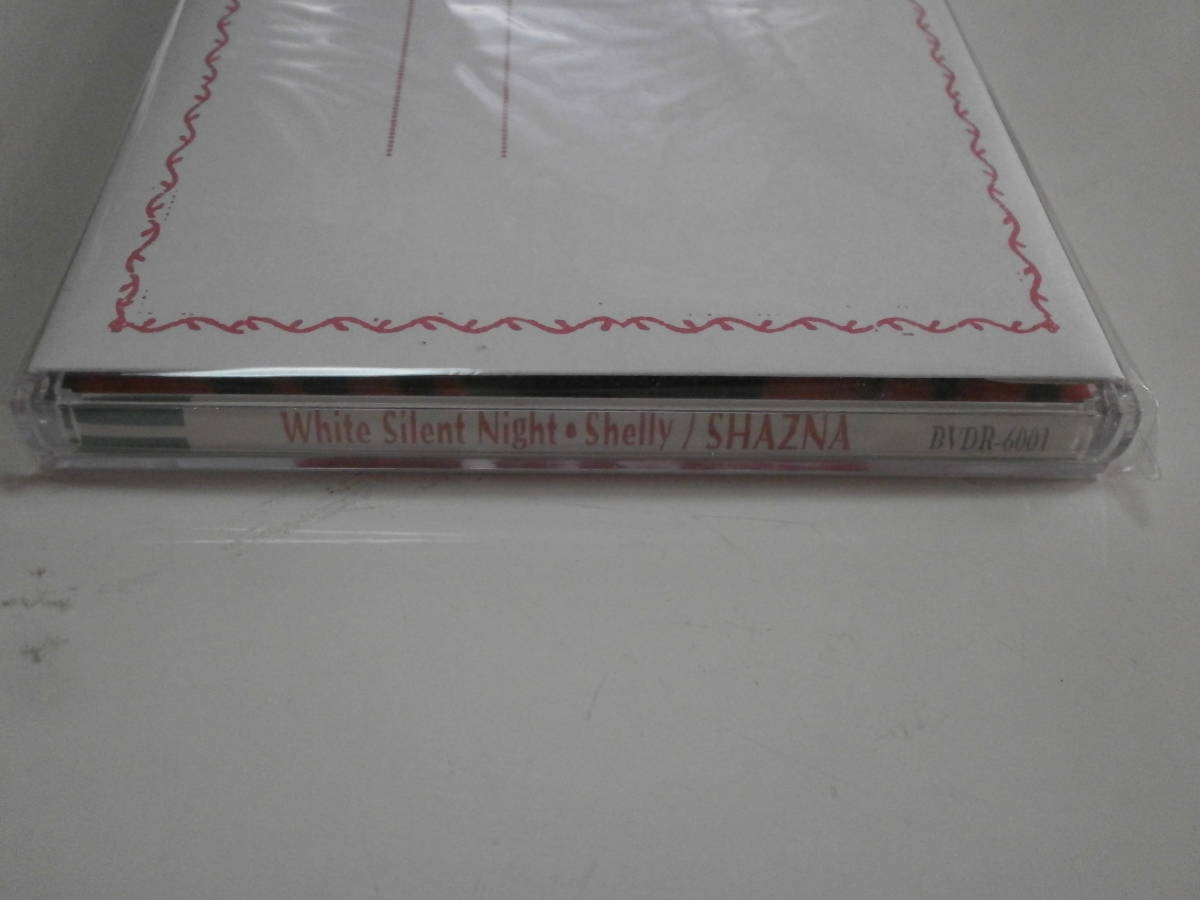 White Silent Night • Shelly / SHAZNA BVDR-6001